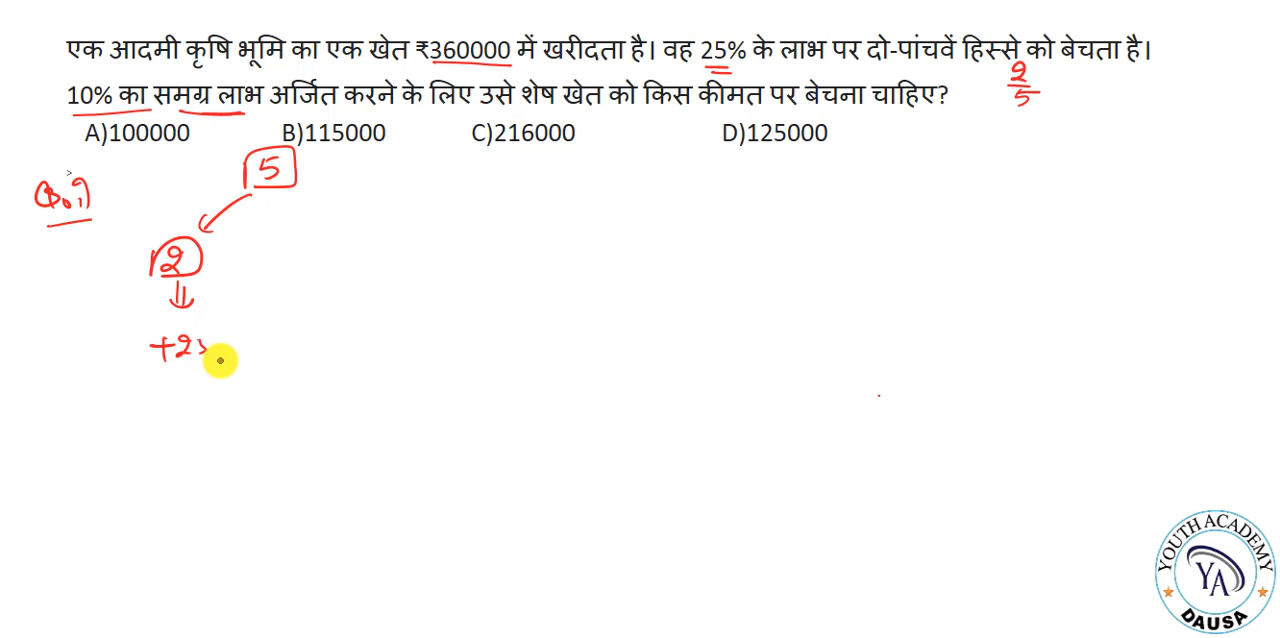 एक आदमी कृषि भूमि का एक खेत ₹360000 में खरीदता है। वह 25% के लाभ पर दो-पांचवें हिस्से को बेचता है।
2
5
10% का समग्र लाभ अर्जित करने के लिए उसे शेष खेत को किस कीमत पर बेचना चाहिए?
A)100000 B)115000 C)216000 D)125000
5
2
+2
YOUTH ACADEMY
YA
DAUSA